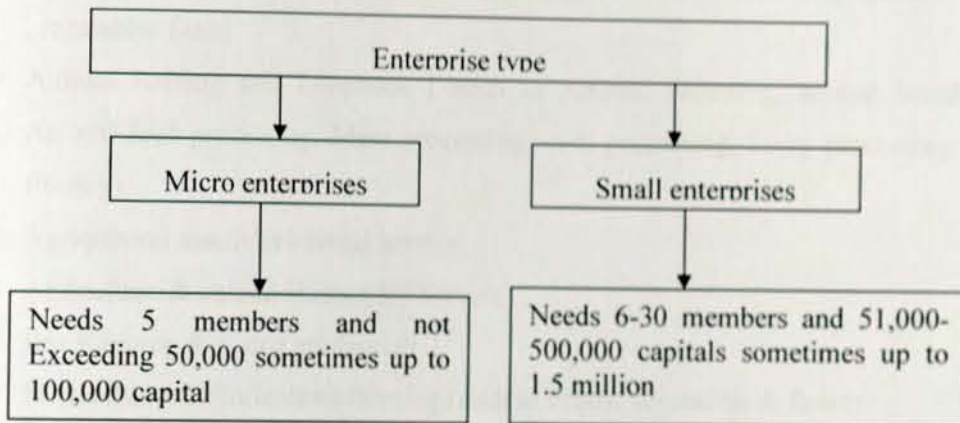 Enterprise type
Micro enterprises
Small enterprises
Needs 5 members and not
Exceeding 50,000 sometimes up to
100,000 capital
Needs 6-30 members and 51,000-
500,000 capitals sometimes up to
1.5 million